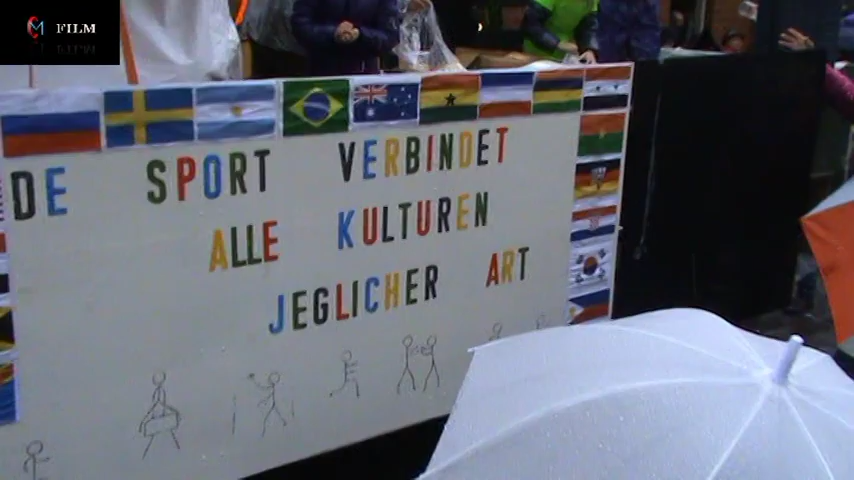 FILM
DE SPORT VERBINDET
ALLE KULTUREN
JEGLICHER ART